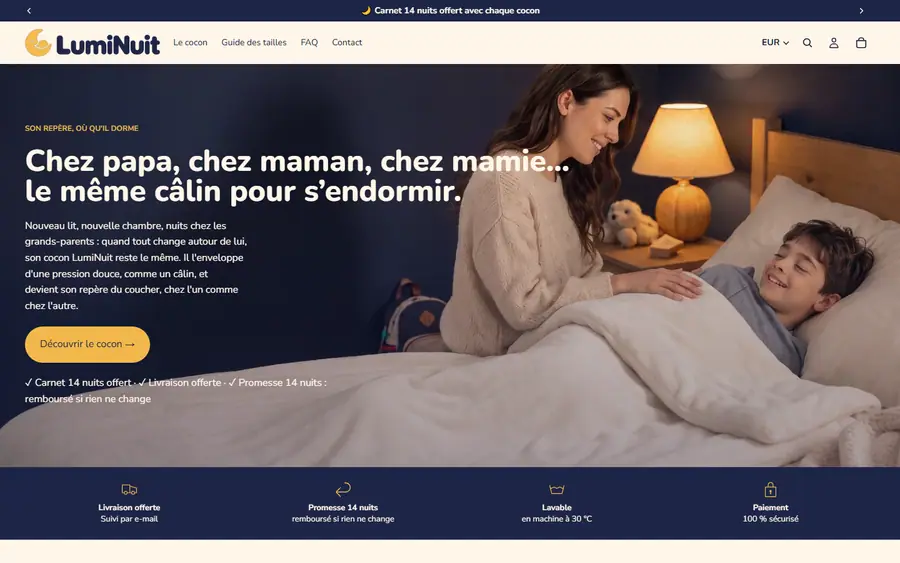 🌙 Carnet 14 nuits offert avec chaque cocon
LumiNuit
Le cocon
Guide des tailles
FAQ
Contact
EUR
SON REPÈRE, OÙ QU'IL DORME
Chez papa, chez maman, chez mamie...
le même câlin pour s’endormir.
Nouveau lit, nouvelle chambre, nuits chez les
grands-parents : quand tout change autour de lui,
son cocon LumiNuit reste le même. Il l'enveloppe
d'une pression douce, comme un câlin, et
devient son repère du coucher, chez l'un comme
chez l'autre.
Découvrir le cocon →
✓ Carnet 14 nuits offert · ✓ Livraison offerte · ✓ Promesse 14 nuits :
remboursé si rien ne change
Livraison offerte
Suivi par e-mail
Promesse 14 nuits
remboursé si rien ne change
Lavable
en machine à 30 °C
Paiement
100 % sécurisé